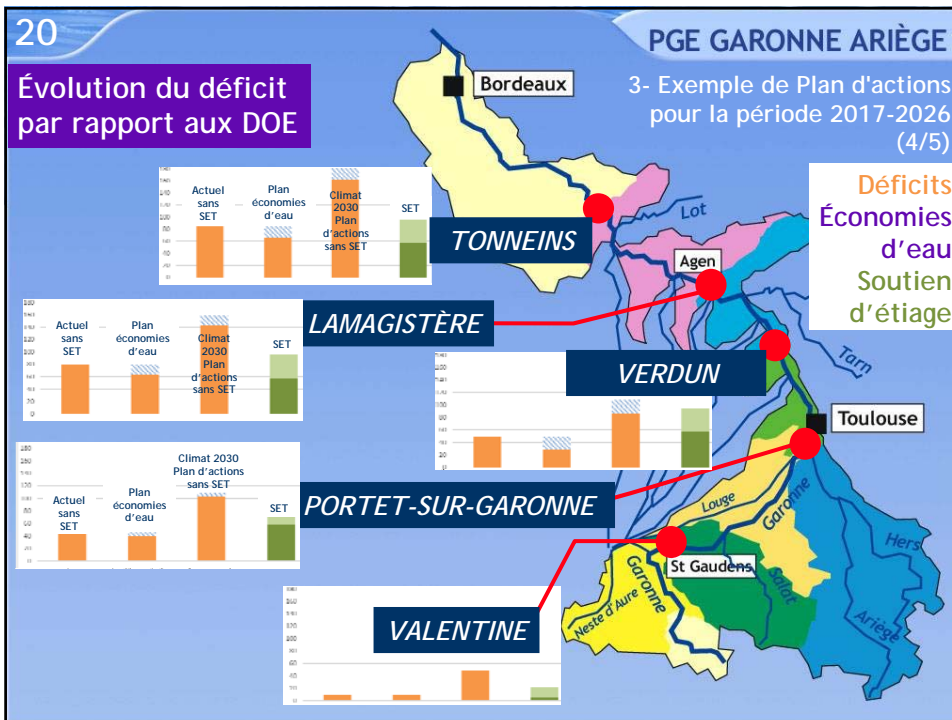 20
PGE GARONNE ARIÈGE
Évolution du déficit
par rapport aux DOE
3- Exemple de Plan d'actions
pour la période 2017-2026
(4/5)
Déficits
Économies
d'eau
Soutien
d'étiage
Bordeaux
Lot
Agen
Tarn
Toulouse
Louge
Garonne
Hers
St Gaudens
Salat
Ariège
Neste d'Aure
Garonne
TONNEINS
Actuel
sans
SET
Plan
économies
d'eau
Climat
2030
Plan
d'actions
sans SET
SET
LAMAGISTÈRE
Actuel
sans
SET
Plan
économies
d'eau
Climat
2030
Plan
d'actions
sans SET
SET
VERDUN
PORTET-SUR-GARONNE
Actuel
sans
SET
Plan
économies
d'eau
Climat 2030
Plan d'actions
sans SET
SET
VALENTINE